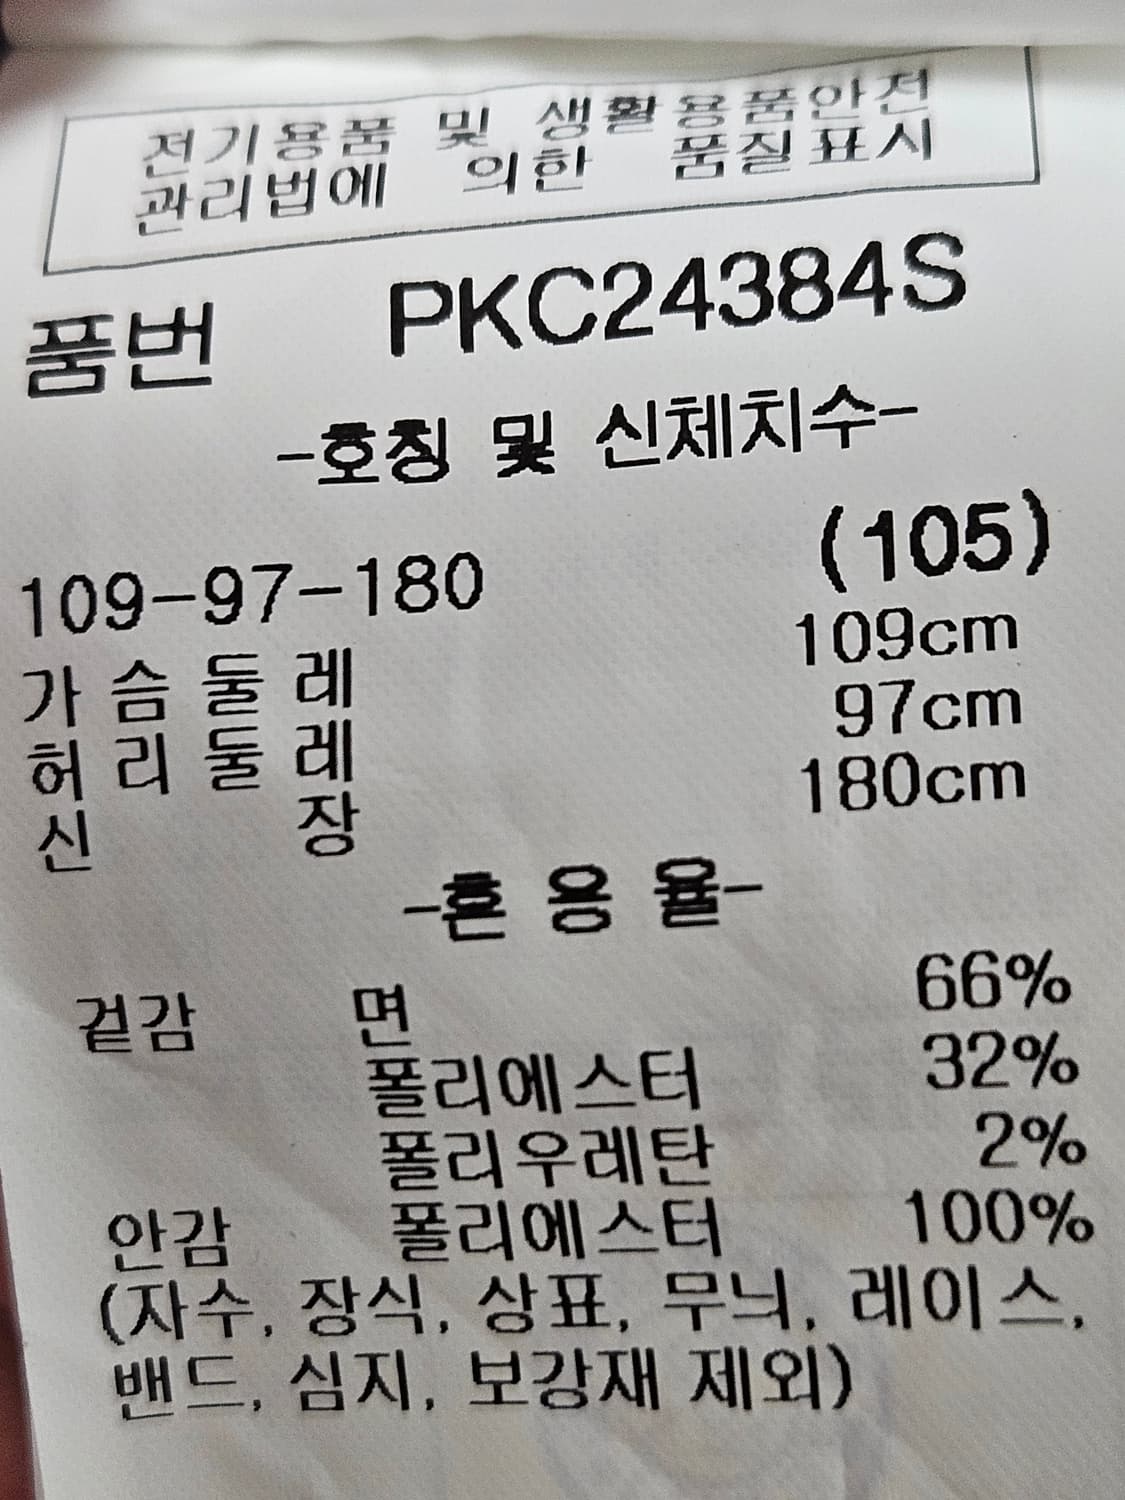 전기용품 및 생활용품안전
관리법에 의한 품질표시
품번 PKC24384S
-호칭 및 신체치수-
109-97-180 (105)
가슴둘레 109cm
허리둘레 97cm
신장 180cm
-혼용율-
겉감 면 66%
폴리에스터 32%
폴리우레탄 2%
안감 폴리에스터 100%
(자수, 장식, 상표, 무늬, 레이스,
밴드, 심지, 보강재 제외)